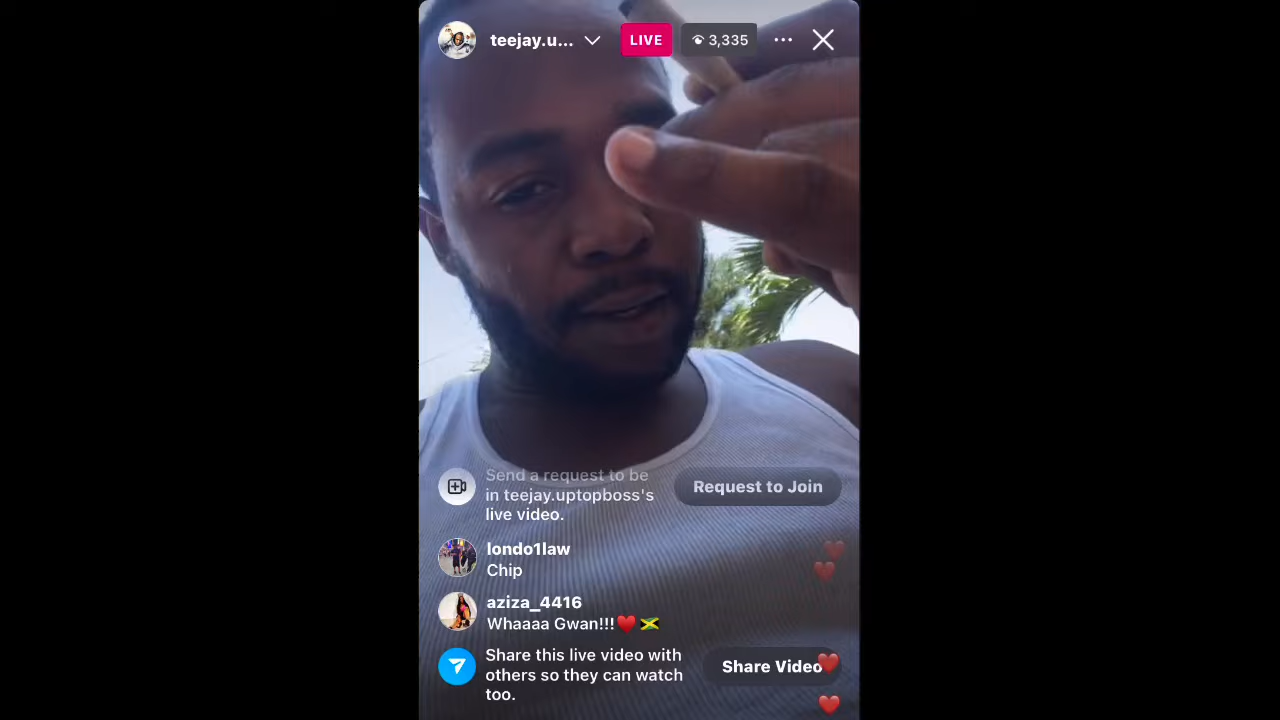 teejay.u...
LIVE
3,335
Send a request to be
in teejay.uptopboss's
live video.
Request to Join
londo1law
Chip
aziza_4416
Whaaaa Gwan!!!❤️🇯🇲
Share this live video with
others so they can watch
too.
Share Video